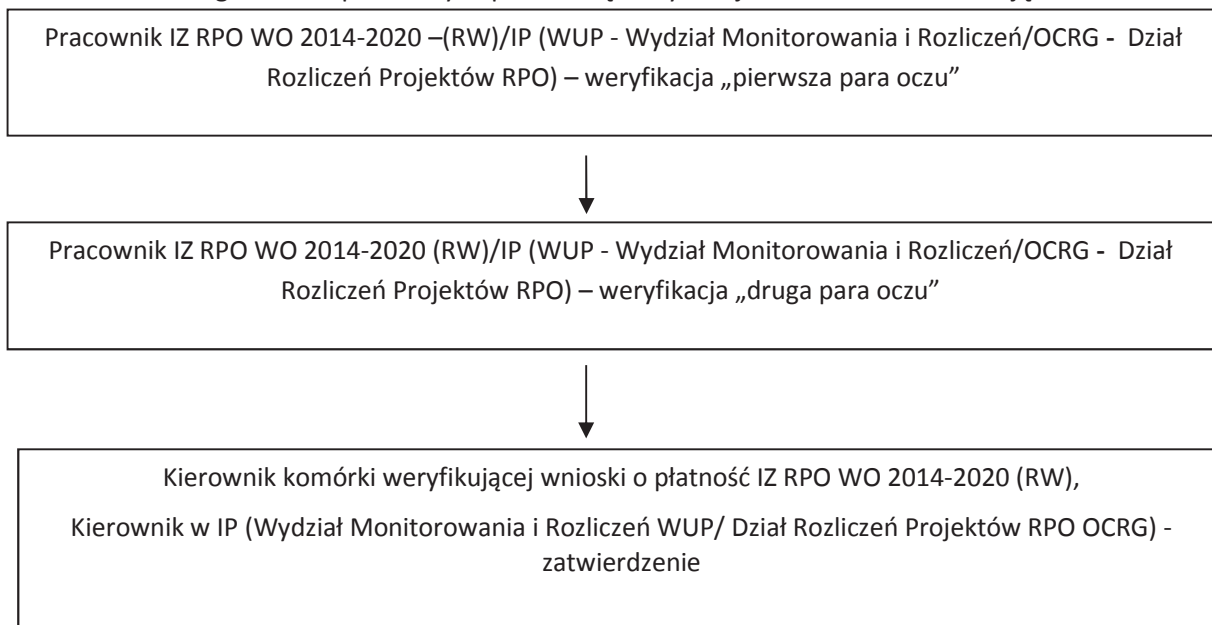 Pracownik IZ RPO WO 2014-2020 –(RW)/IP (WUP - Wydział Monitorowania i Rozliczeń/OCRG - Dział
Rozliczeń Projektów RPO) – weryfikacja „pierwsza para oczu”
Pracownik IZ RPO WO 2014-2020 (RW)/IP (WUP - Wydział Monitorowania i Rozliczeń/OCRG - Dział
Rozliczeń Projektów RPO) – weryfikacja „druga para oczu”
Kierownik komórki weryfikującej wnioski o płatność IZ RPO WO 2014-2020 (RW),
Kierownik w IP (Wydział Monitorowania i Rozliczeń WUP/ Dział Rozliczeń Projektów RPO OCRG) -
zatwierdzenie